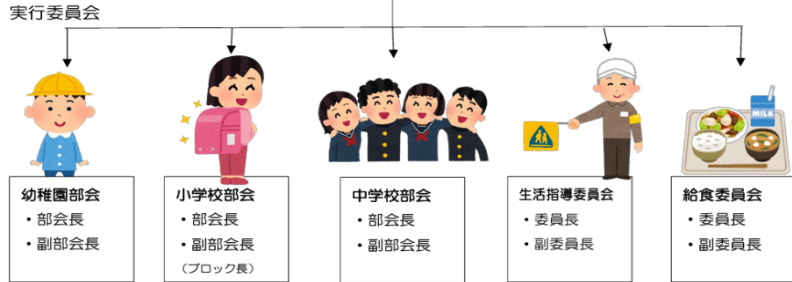 実行委員会
MILK
幼稚園部会
・部会長
・副部会長
小学校部会
・部会長
・副部会長
（ブロック長）
中学校部会
・部会長
・副部会長
生活指導委員会
・委員長
・副委員長
給食委員会
・委員長
・副委員長